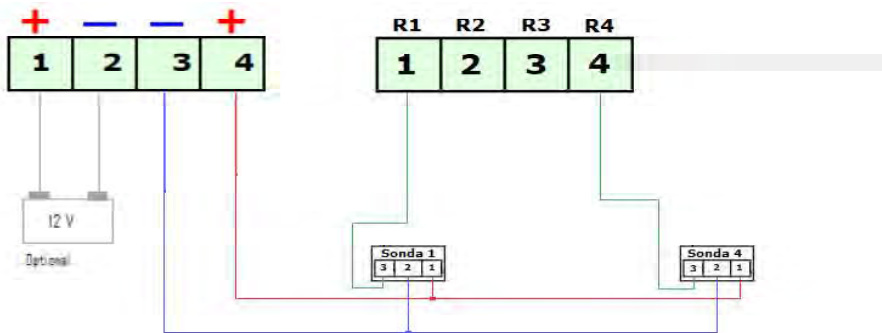 + — — +
1 2 3 4
R1 R2 R3 R4
1 2 3 4
12 V
Optional
Sonda 1
3 2 1
Sonda 4
3 2 1